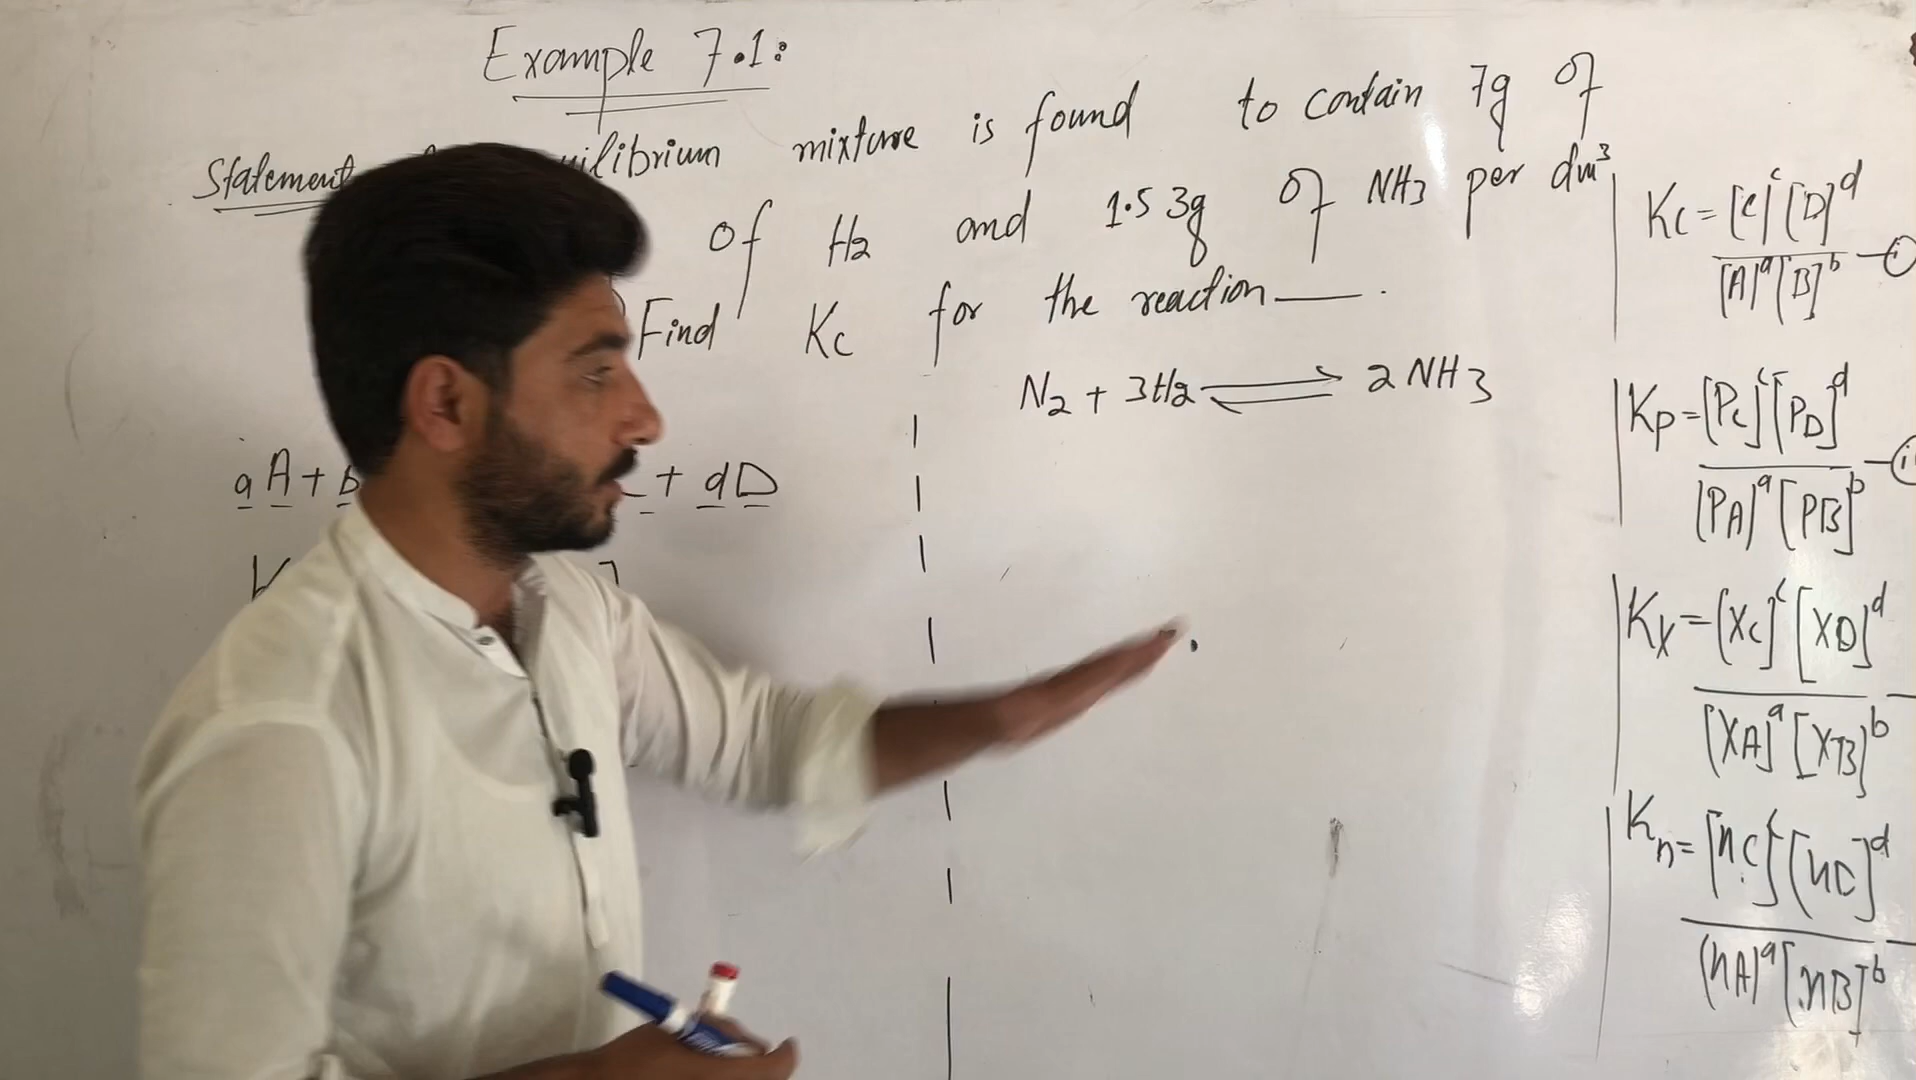 Example 7.1:
Statement mixture is found to contain 7g of
of H2 and 1.53g of NH3 per dm³
Find Kc for the reaction ___ .
N2 + 3H2 ⇌ 2NH3
aA + b + dD
Kc = [C]^c [D]^d / [A]^a [B]^b — (i)
Kp = [Pc]^c [PD]^d / [PA]^a [PB]^b — (i
Kx = [Xc]^c [XD]^d / [XA]^a [XB]^b —
Kn = [nc]^c [nD]^d / [nA]^a [nB]^b —